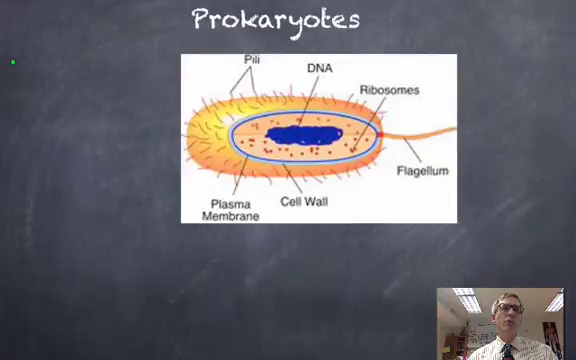 Prokaryotes
Pili
DNA
Ribosomes
Flagellum
Cell Wall
Plasma
Membrane